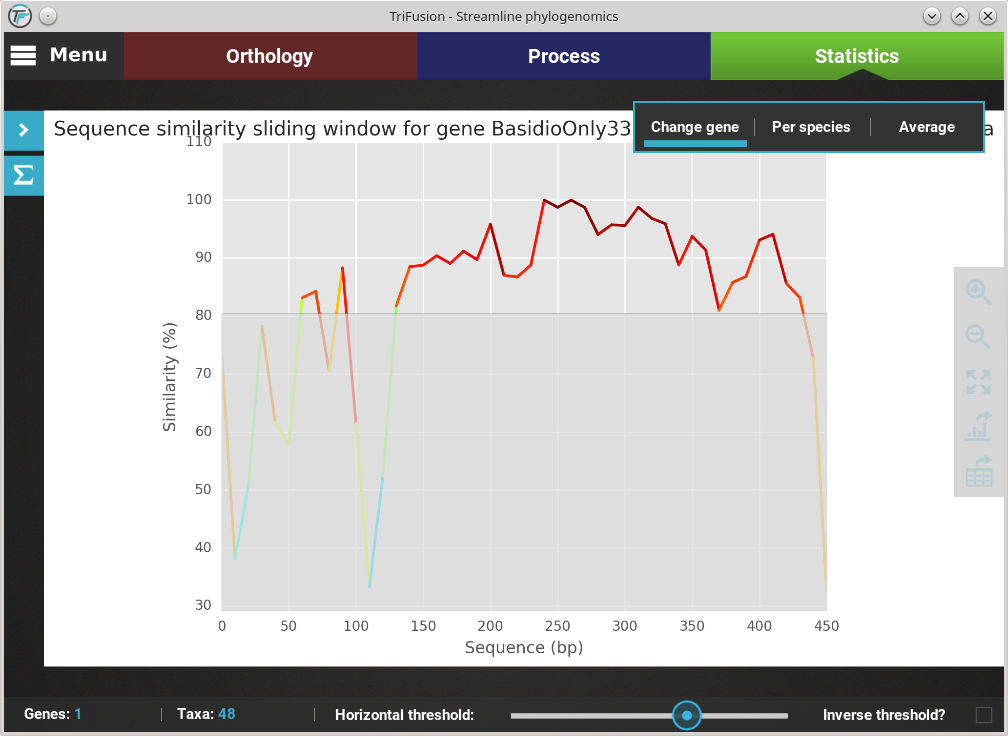 TriFusion - Streamline phylogenomics
Menu
Orthology
Process
Statistics
Sequence similarity sliding window for gene BasidioOnly33
Change gene
Per species
Average
a
110
100
90
80
70
60
50
40
30
Similarity (%)
0 50 100 150 200 250 300 350 400 450
Sequence (bp)
Genes: 1
Taxa: 48
Horizontal threshold:
Inverse threshold?